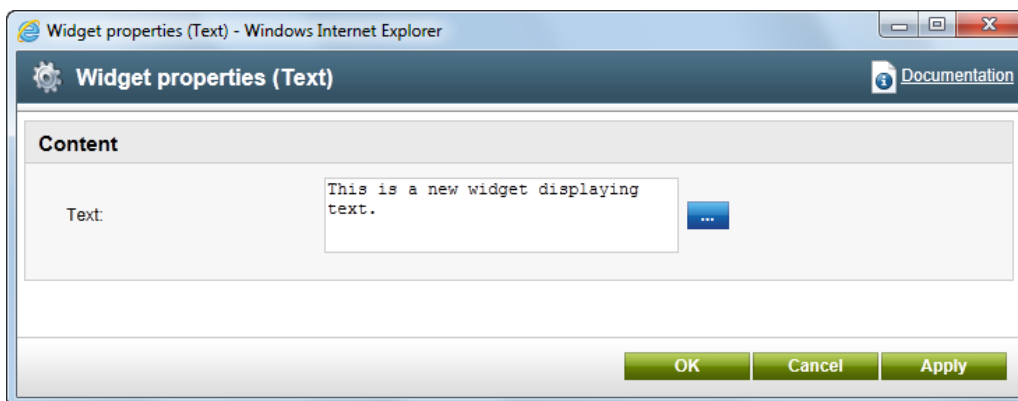 Widget properties (Text) - Windows Internet Explorer
Widget properties (Text)
Documentation
Content
Text:
This is a new widget displaying
text.
...
OK
Cancel
Apply